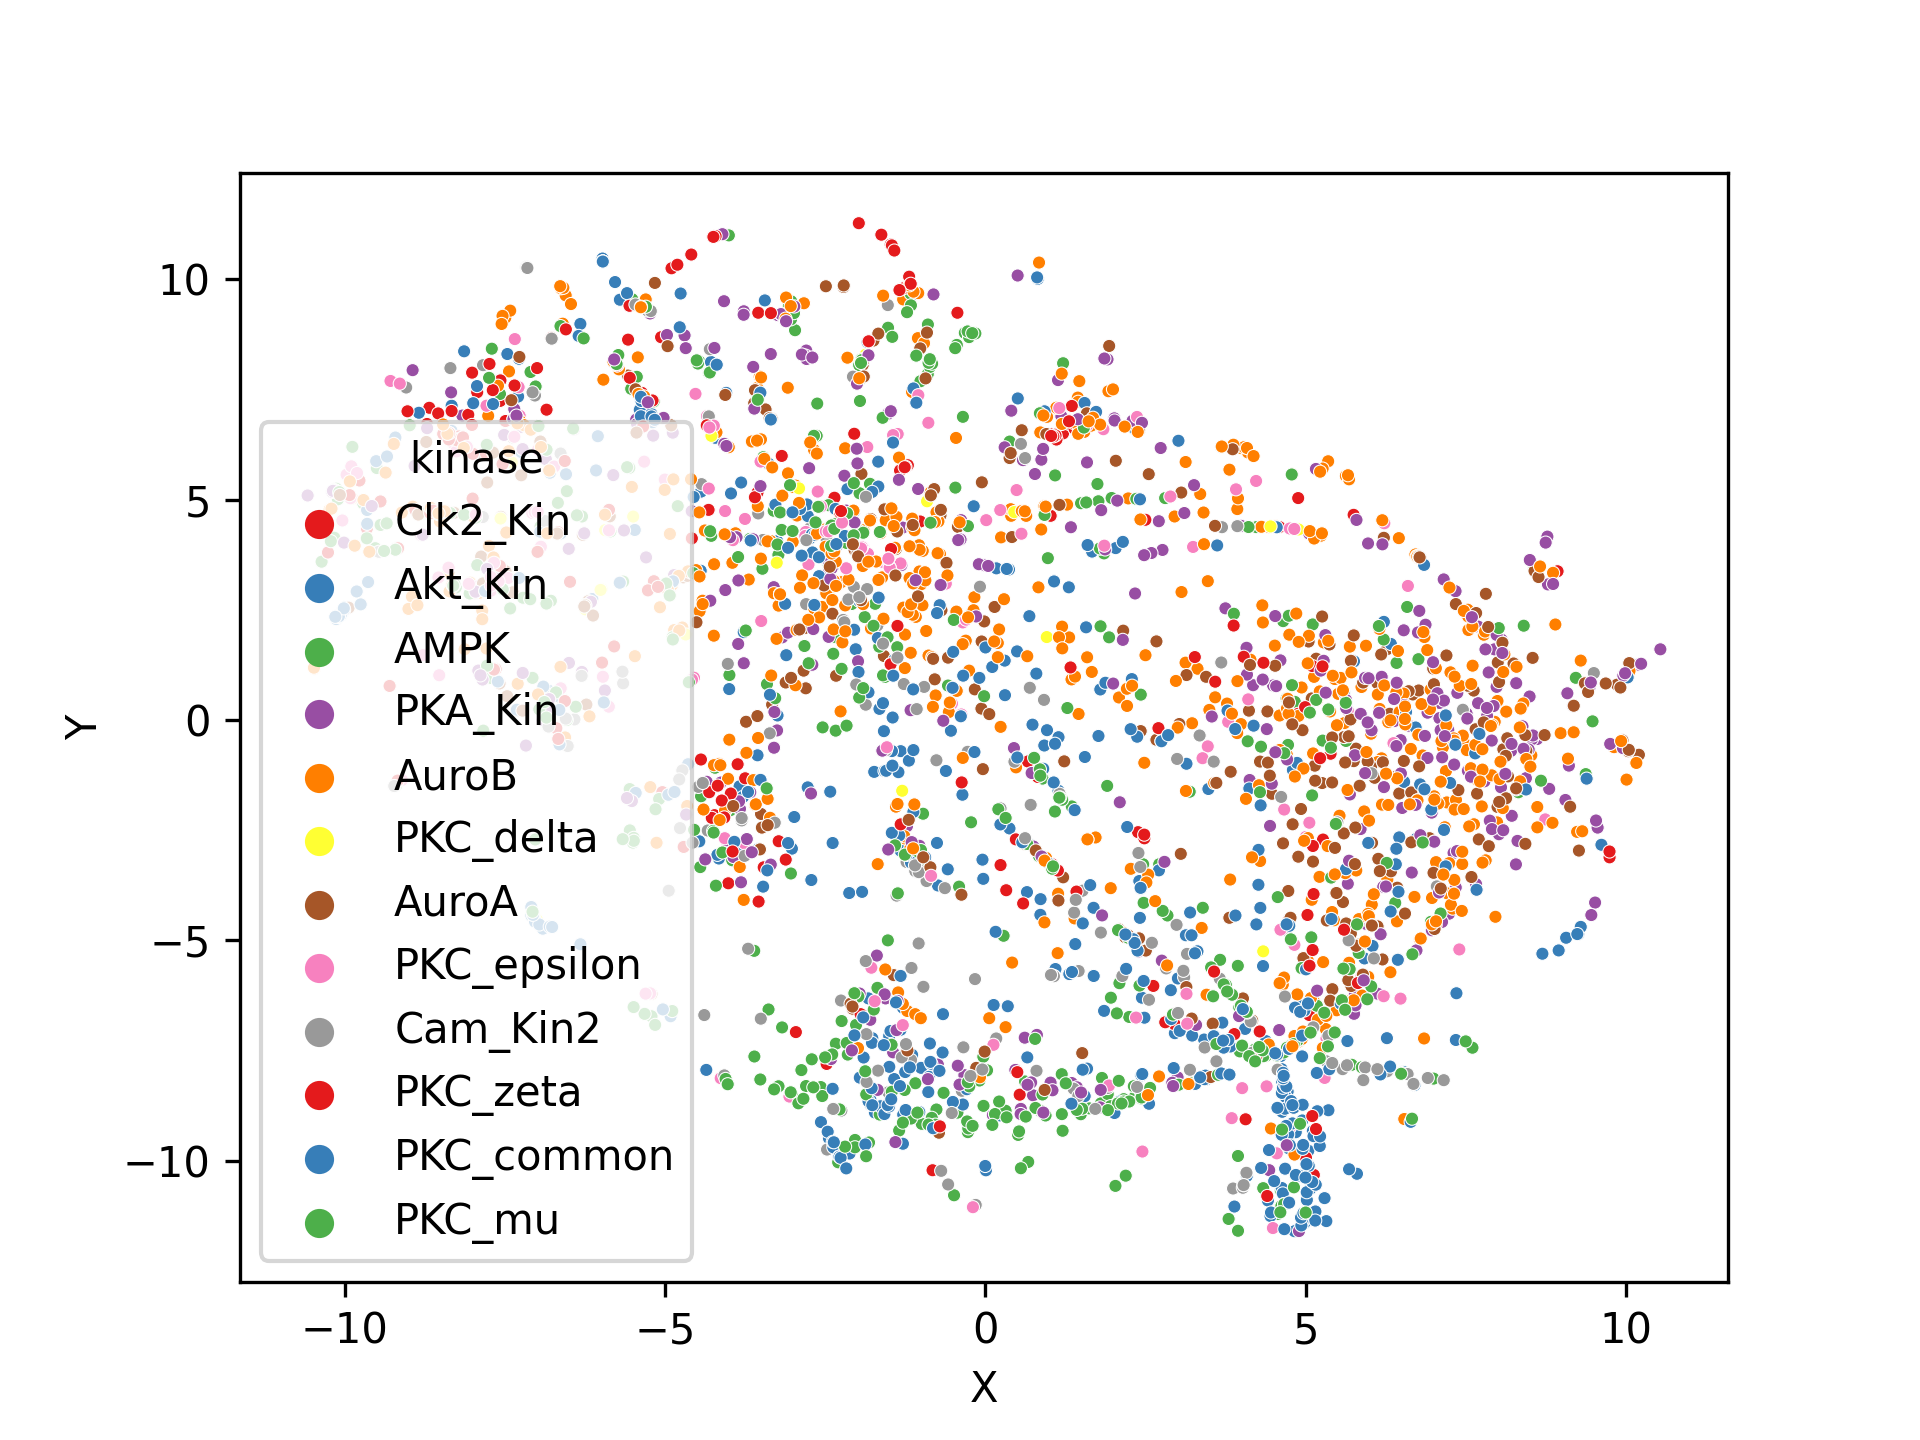 10
5
0
−5
−10
Y
kinase
Clk2_Kin
Akt_Kin
AMPK
PKA_Kin
AuroB
PKC_delta
AuroA
PKC_epsilon
Cam_Kin2
PKC_zeta
PKC_common
PKC_mu
−10 −5 0 5 10
X